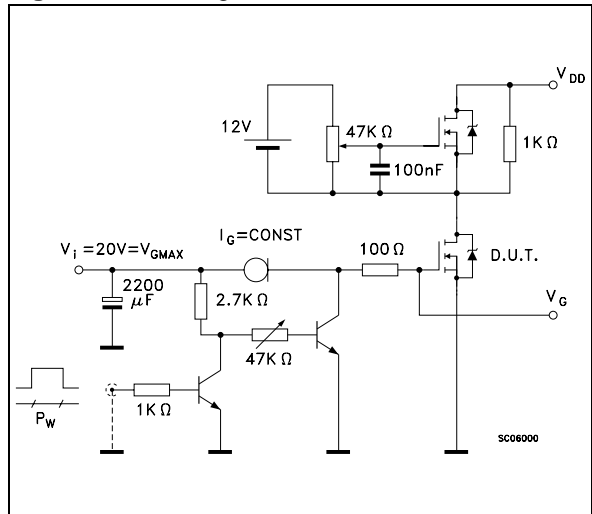 V DD
12V
47K Ω
1K Ω
100nF
V i =20V=V GMAX
I G =CONST
100 Ω
D.U.T.
2200
μF
2.7K Ω
V G
47K Ω
1K Ω
P W
SC06000